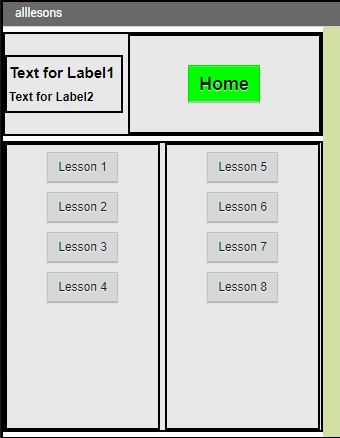 alllesons
Text for Label1
Text for Label2
Home
Lesson 1
Lesson 2
Lesson 3
Lesson 4
Lesson 5
Lesson 6
Lesson 7
Lesson 8